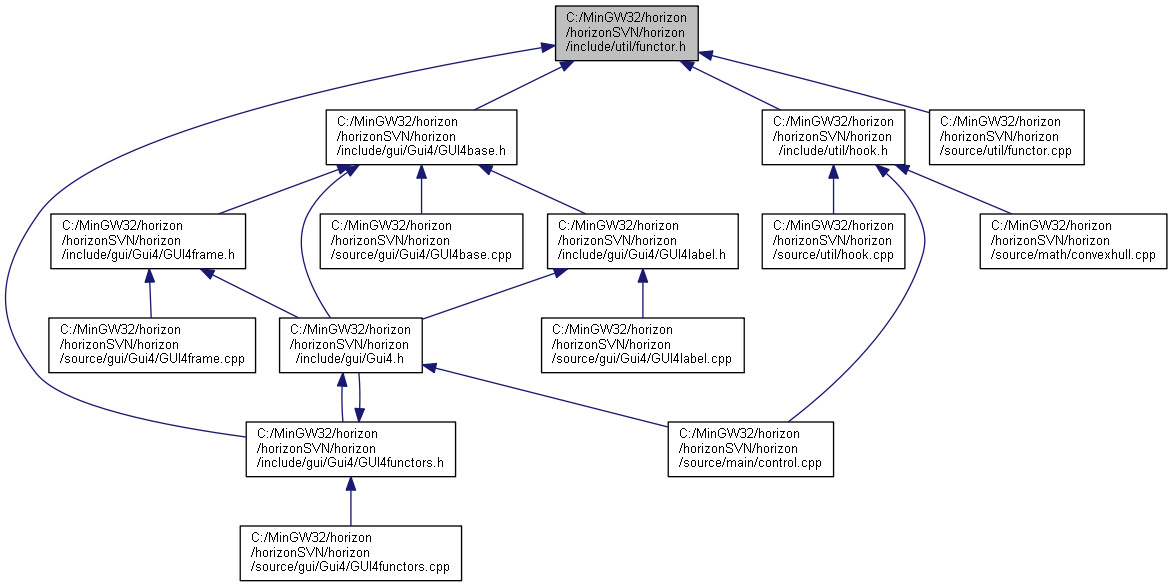 C:/MinGW32/horizon
/horizonSVN/horizon
/include/util/functor.h
C:/MinGW32/horizon
/horizonSVN/horizon
/include/gui/Gui4/GUI4base.h
C:/MinGW32/horizon
/horizonSVN/horizon
/include/util/hook.h
C:/MinGW32/horizon
/horizonSVN/horizon
/source/util/functor.cpp
C:/MinGW32/horizon
/horizonSVN/horizon
/include/gui/Gui4/GUI4frame.h
C:/MinGW32/horizon
/horizonSVN/horizon
/source/gui/Gui4/GUI4base.cpp
C:/MinGW32/horizon
/horizonSVN/horizon
/include/gui/Gui4/GUI4label.h
C:/MinGW32/horizon
/horizonSVN/horizon
/source/util/hook.cpp
C:/MinGW32/horizon
/horizonSVN/horizon
/source/math/convexhull.cpp
C:/MinGW32/horizon
/horizonSVN/horizon
/source/gui/Gui4/GUI4frame.cpp
C:/MinGW32/horizon
/horizonSVN/horizon
/include/gui/Gui4.h
C:/MinGW32/horizon
/horizonSVN/horizon
/source/gui/Gui4/GUI4label.cpp
C:/MinGW32/horizon
/horizonSVN/horizon
/include/gui/Gui4/GUI4functors.h
C:/MinGW32/horizon
/horizonSVN/horizon
/source/main/control.cpp
C:/MinGW32/horizon
/horizonSVN/horizon
/source/gui/Gui4/GUI4functors.cpp